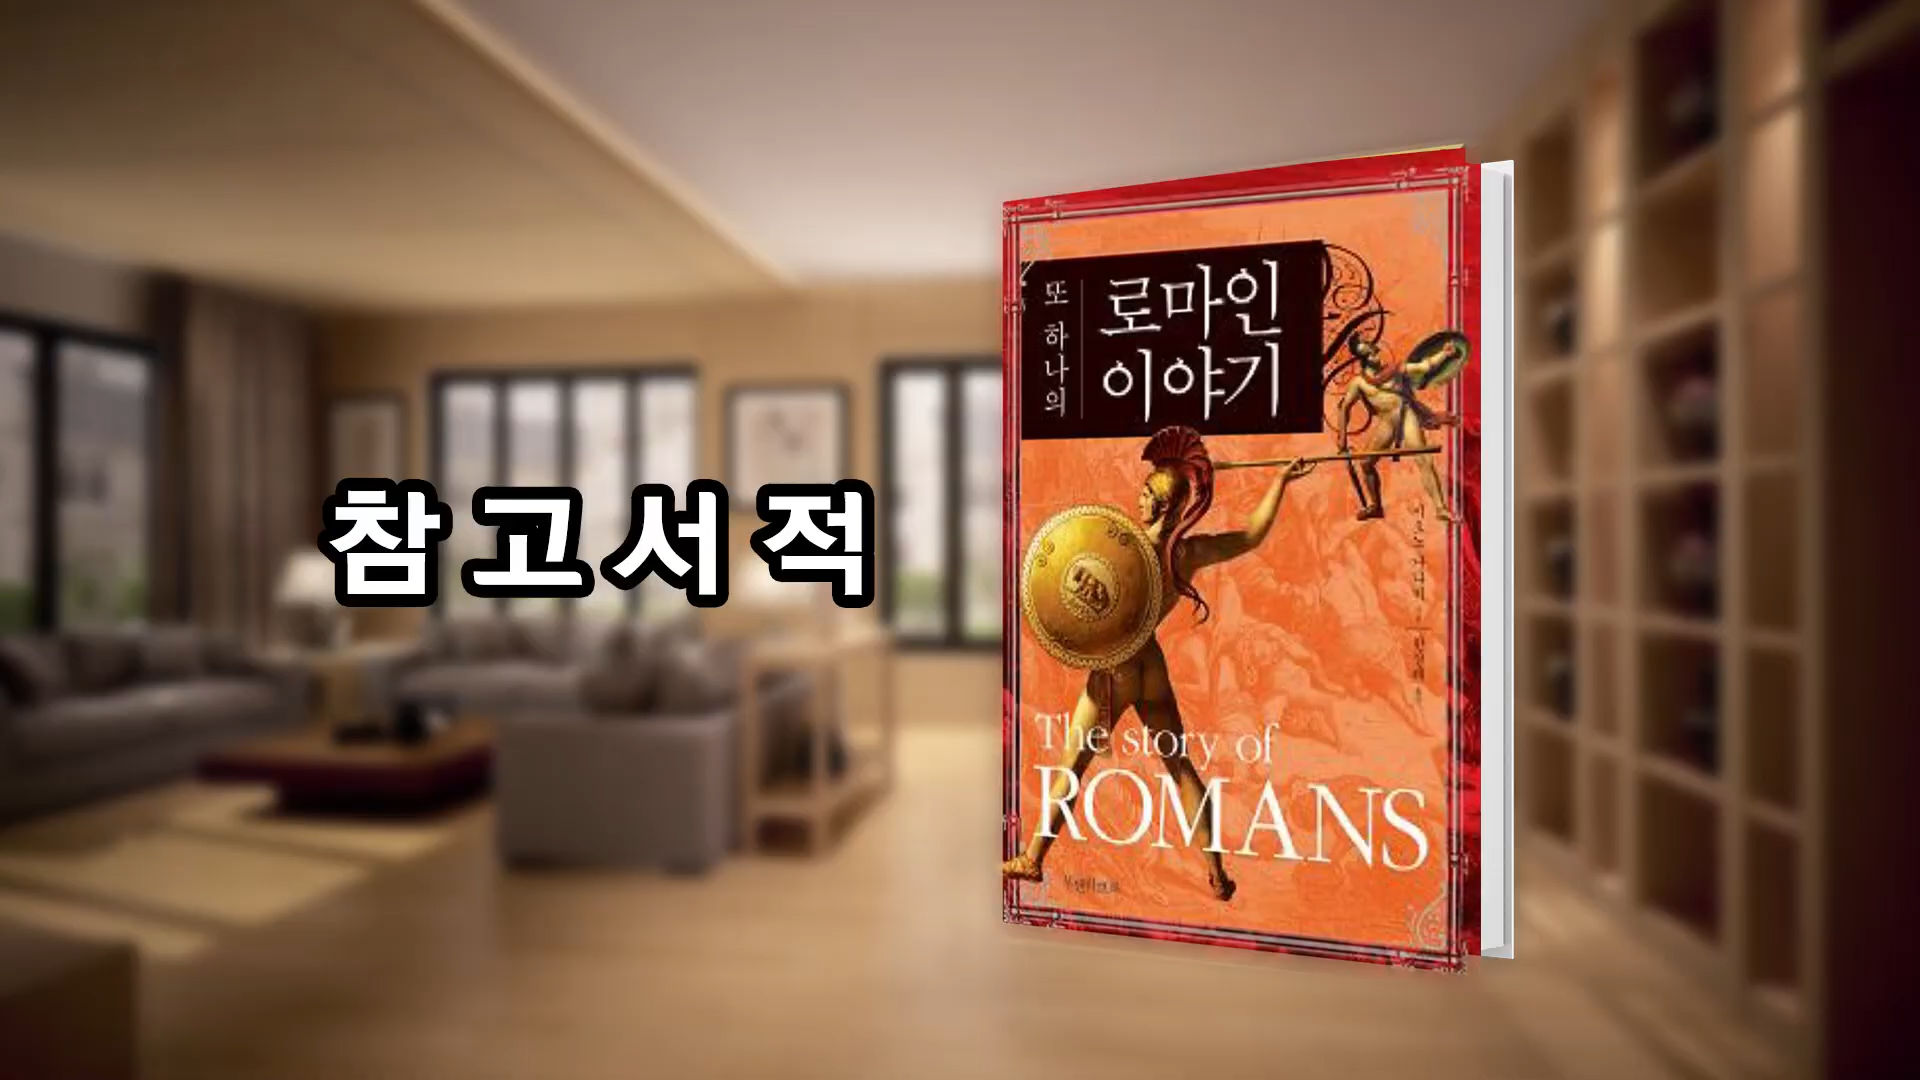 참고서적
또 하나의
로마인
이야기
The story of
ROMANS